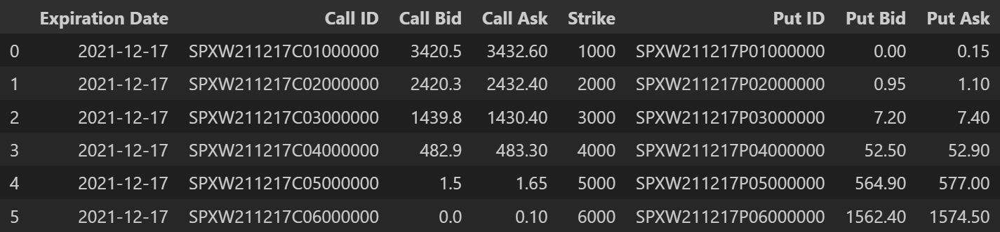 Expiration Date Call ID Call Bid Call Ask Strike Put ID Put Bid Put Ask
0 2021-12-17 SPXW211217C01000000 3420.5 3432.60 1000 SPXW211217P01000000 0.00 0.15
1 2021-12-17 SPXW211217C02000000 2420.3 2432.40 2000 SPXW211217P02000000 0.95 1.10
2 2021-12-17 SPXW211217C03000000 1439.8 1430.40 3000 SPXW211217P03000000 7.20 7.40
3 2021-12-17 SPXW211217C04000000 482.9 483.30 4000 SPXW211217P04000000 52.50 52.90
4 2021-12-17 SPXW211217C05000000 1.5 1.65 5000 SPXW211217P05000000 564.90 577.00
5 2021-12-17 SPXW211217C06000000 0.0 0.10 6000 SPXW211217P06000000 1562.40 1574.50